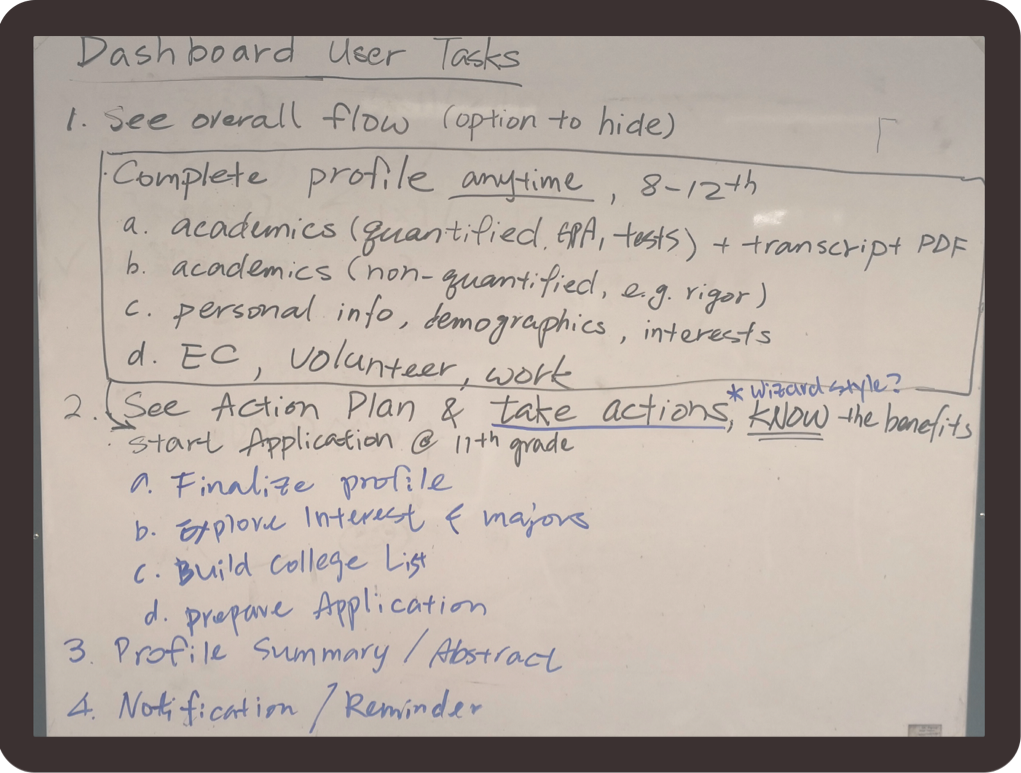 Dashboard User Tasks
1. See overall flow (option to hide)
· Complete profile anytime, 8-12th
a. academics (quantified. GPA, tests) + transcript PDF
b. academics (non-quantified, e.g. rigor)
c. personal info, demographics, interests
d. EC, Volunteer, work
* wizard style?
2. See Action Plan & take actions, KNOW the benefits
· Start Application @ 11th grade
a. Finalize profile
b. Explore Interest & majors
c. Build College List
d. prepare Application
3. Profile Summary / Abstract
4. Notification / Reminder